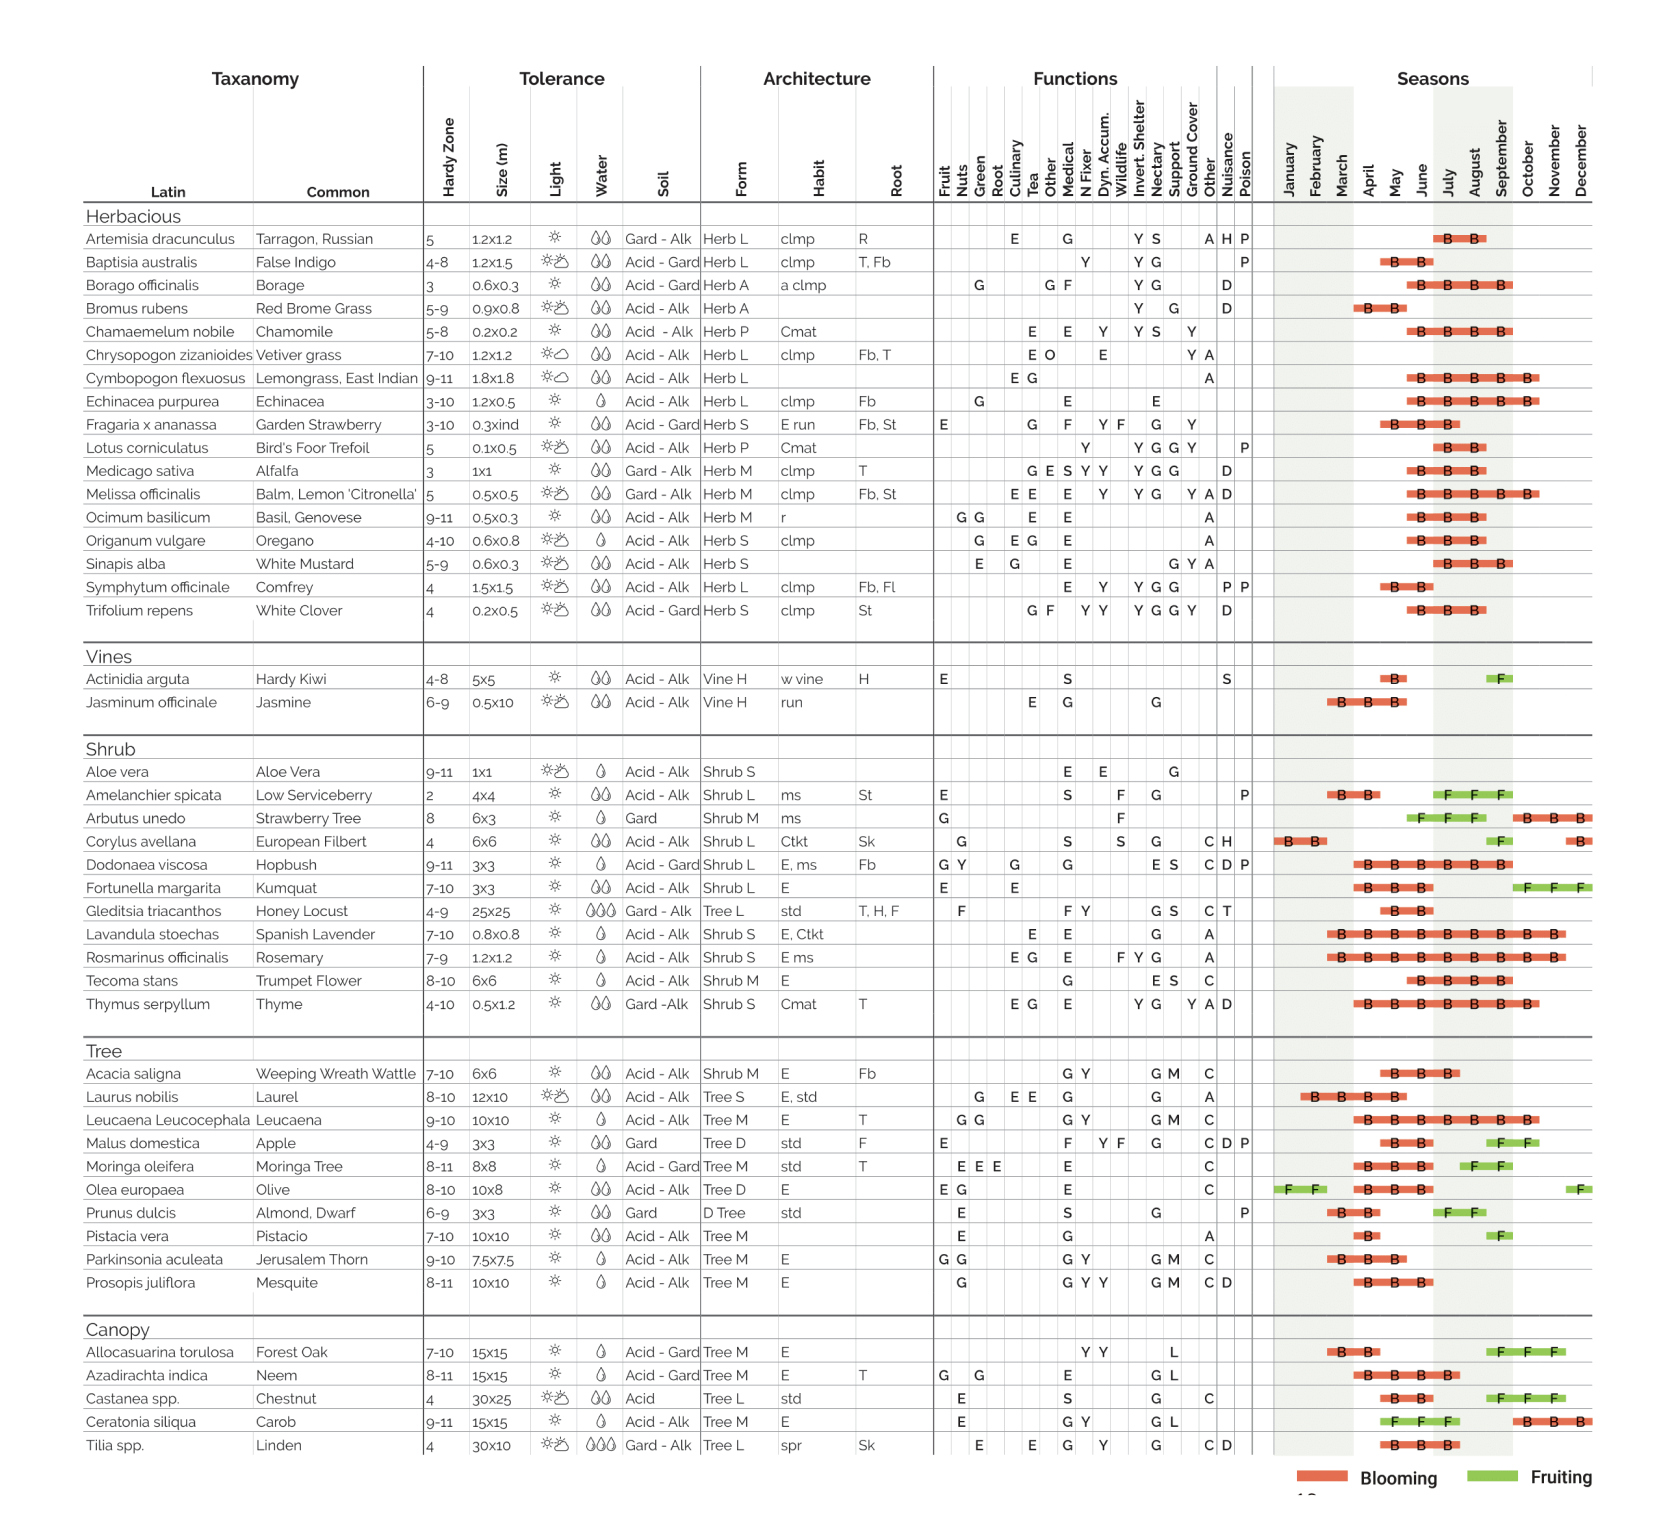 Taxanomy Tolerance Architecture Functions Seasons
Latin Common Hardy Zone Size (m) Light Water Soil Form Habit Root Fruit Nuts Green Root Culinary Tea Other Medical N Fixer Dyn. Accum. Wildlife Invert. Shelter Nectary Support Ground Cover Other Nuisance Poison January February March April May June July August September October November December
Herbacious
Artemisia dracunculus Tarragon, Russian 5 1.2x1.2 Gard - Alk Herb L clmp R E G Y S A H P B B
Baptisia australis False Indigo 4-8 1.2x1.5 Acid - Gard Herb L clmp T, Fb Y Y G P B B
Borago officinalis Borage 3 0.6x0.3 Acid - Gard Herb A a clmp G G F Y G D B B B B
Bromus rubens Red Brome Grass 5-9 0.9x0.8 Acid - Alk Herb A Y G D B B
Chamaemelum nobile Chamomile 5-8 0.2x0.2 Acid - Alk Herb P Cmat E E Y Y S Y B B B B
Chrysopogon zizanioides Vetiver grass 7-10 1.2x1.2 Acid - Alk Herb L clmp Fb, T E O E Y A
Cymbopogon flexuosus Lemongrass, East Indian 9-11 1.8x1.8 Acid - Alk Herb L E G A B B B B B
Echinacea purpurea Echinacea 3-10 1.2x0.5 Acid - Alk Herb L clmp Fb G E E B B B B B
Fragaria x ananassa Garden Strawberry 3-10 0.3xind Acid - Gard Herb S E run Fb, St E G F Y F G Y B B B
Lotus corniculatus Bird's Foor Trefoil 5 0.1x0.5 Acid - Alk Herb P Cmat Y Y G G Y P B B
Medicago sativa Alfalfa 3 1x1 Gard - Alk Herb M clmp T G E S Y Y Y G G D B B B
Melissa officinalis Balm, Lemon 'Citronella' 5 0.5x0.5 Gard - Alk Herb M clmp Fb, St E E E Y Y G Y A D B B B B B
Ocimum basilicum Basil, Genovese 9-11 0.5x0.3 Acid - Alk Herb M r G G E E A B B B
Origanum vulgare Oregano 4-10 0.6x0.8 Acid - Alk Herb S clmp G E G E A B B B
Sinapis alba White Mustard 5-9 0.6x0.3 Acid - Alk Herb S E G E G Y A B B B
Symphytum officinale Comfrey 4 1.5x1.5 Acid - Alk Herb L clmp Fb, Fl E Y Y G G P P B B
Trifolium repens White Clover 4 0.2x0.5 Acid - Gard Herb S clmp St G F Y Y Y G G Y D B B B
Vines
Actinidia arguta Hardy Kiwi 4-8 5x5 Acid - Alk Vine H w vine H E S S B F
Jasminum officinale Jasmine 6-9 0.5x10 Acid - Alk Vine H run E G G B B B
Shrub
Aloe vera Aloe Vera 9-11 1x1 Acid - Alk Shrub S E E G
Amelanchier spicata Low Serviceberry 2 4x4 Acid - Alk Shrub L ms St E S F G P B B F F F
Arbutus unedo Strawberry Tree 8 6x3 Gard Shrub M ms G F F F F B B B
Corylus avellana European Filbert 4 6x6 Acid - Alk Shrub L Ctkt Sk G S S G C H B B F B
Dodonaea viscosa Hopbush 9-11 3x3 Acid - Gard Shrub L E, ms Fb G Y G G E S C D P B B B B B B
Fortunella margarita Kumquat 7-10 3x3 Acid - Alk Shrub L E E E B B B F F F
Gleditsia triacanthos Honey Locust 4-9 25x25 Gard - Alk Tree L std T, H, F F F Y G S C T B B
Lavandula stoechas Spanish Lavender 7-10 0.8x0.8 Acid - Alk Shrub S E, Ctkt E E G A B B B B B B B B B
Rosmarinus officinalis Rosemary 7-9 1.2x1.2 Acid - Alk Shrub S E ms E G E F Y G A B B B B B B B B B
Tecoma stans Trumpet Flower 8-10 6x6 Acid - Alk Shrub M E G E S C B B B B
Thymus serpyllum Thyme 4-10 0.5x1.2 Gard -Alk Shrub S Cmat T E G E Y G Y A D B B B B B B B
Tree
Acacia saligna Weeping Wreath Wattle 7-10 6x6 Acid - Alk Shrub M E Fb G Y G M C B B B
Laurus nobilis Laurel 8-10 12x10 Acid - Alk Tree S E, std G E E G G A B B B B
Leucaena Leucocephala Leucaena 9-10 10x10 Acid - Alk Tree M E T G G G Y G M C B B B B B B B
Malus domestica Apple 4-9 3x3 Gard Tree D std F E F Y F G C D P B B F F
Moringa oleifera Moringa Tree 8-11 8x8 Acid - Gard Tree M std T E E E E C B B B F F
Olea europaea Olive 8-10 10x8 Acid - Alk Tree D E E G E C F F B B B F
Prunus dulcis Almond, Dwarf 6-9 3x3 Gard D Tree std E S G P B B F F
Pistacia vera Pistacio 7-10 10x10 Acid - Alk Tree M E G A B F
Parkinsonia aculeata Jerusalem Thorn 9-10 7.5x7.5 Acid - Alk Tree M E G G G Y G M C B B B
Prosopis juliflora Mesquite 8-11 10x10 Acid - Alk Tree M E G G Y Y G M C D B B B
Canopy
Allocasuarina torulosa Forest Oak 7-10 15x15 Acid - Gard Tree M E Y Y L B B F F F
Azadirachta indica Neem 8-11 15x15 Acid - Gard Tree M E T G G E G L B B B B
Castanea spp. Chestnut 4 30x25 Acid Tree L std E S G C B B F F F
Ceratonia siliqua Carob 9-11 15x15 Acid - Alk Tree M E E G Y G L F F F B B B
Tilia spp. Linden 4 30x10 Gard - Alk Tree L spr Sk E E G Y G C D B B B
Blooming Fruiting